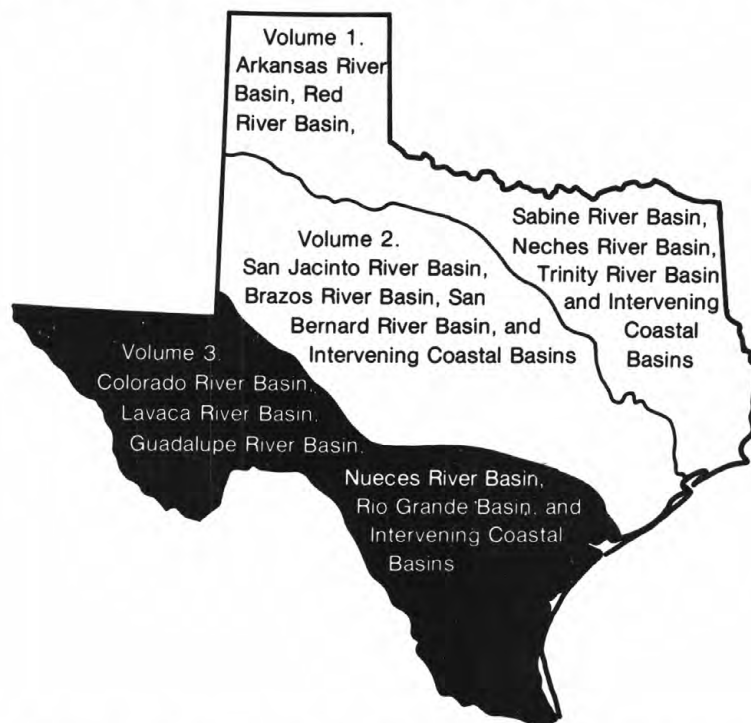 Volume 1.
Arkansas River
Basin, Red
River Basin,
Sabine River Basin,
Neches River Basin,
Trinity River Basin
and Intervening
Coastal
Basins
Volume 2.
San Jacinto River Basin,
Brazos River Basin, San
Bernard River Basin, and
Intervening Coastal Basins
Volume 3.
Colorado River Basin,
Lavaca River Basin.
Guadalupe River Basin.
Nueces River Basin,
Rio Grande Basin. and
Intervening Coastal
Basins